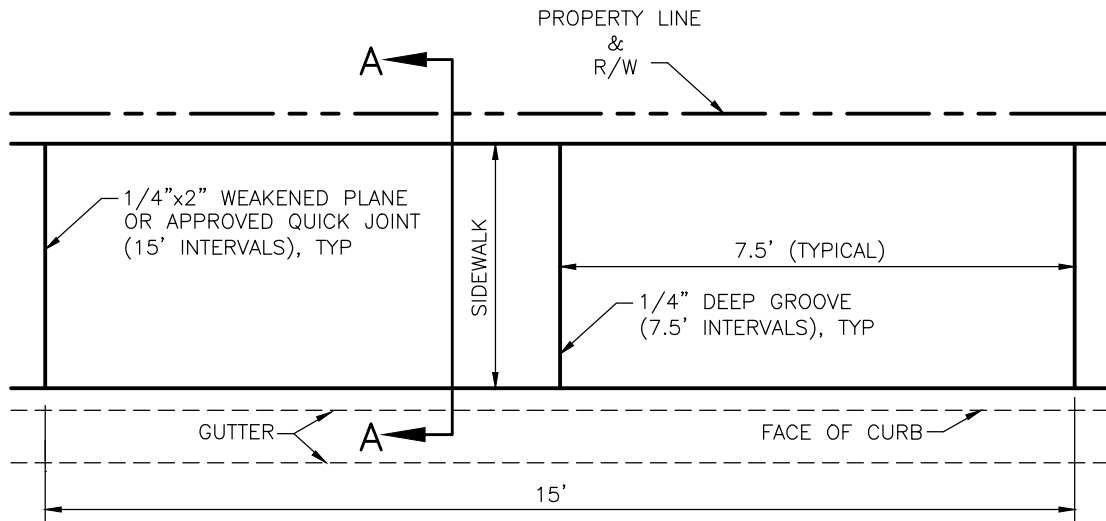 PROPERTY LINE
&
R/W
A
1/4”x2” WEAKENED PLANE
OR APPROVED QUICK JOINT
(15’ INTERVALS), TYP
SIDEWALK
7.5’ (TYPICAL)
1/4” DEEP GROOVE
(7.5’ INTERVALS), TYP
GUTTER
A
FACE OF CURB
15’